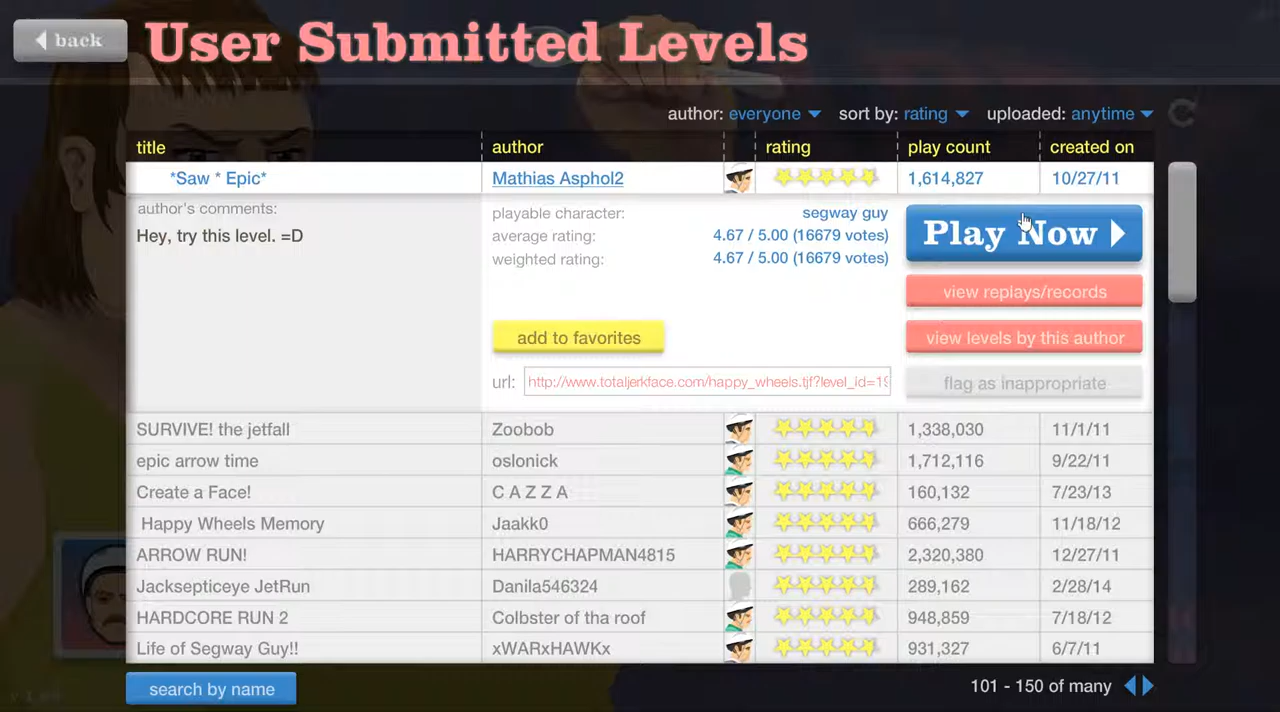 back
User Submitted Levels
author: everyone sort by: rating uploaded: anytime
title author rating play count created on
*Saw * Epic* Mathias Asphol2 1,614,827 10/27/11
author's comments:
Hey, try this level. =D
playable character: segway guy
average rating: 4.67 / 5.00 (16679 votes)
weighted rating: 4.67 / 5.00 (16679 votes)
Play Now
view replays/records
add to favorites
view levels by this author
url: http://www.totaljerkface.com/happy_wheels.tjf?level_id=19
flag as inappropriate
SURVIVE! the jetfall Zoobob 1,338,030 11/1/11
epic arrow time oslonick 1,712,116 9/22/11
Create a Face! C A Z Z A 160,132 7/23/13
Happy Wheels Memory Jaakk0 666,279 11/18/12
ARROW RUN! HARRYCHAPMAN4815 2,320,380 12/27/11
Jacksepticeye JetRun Danila546324 289,162 2/28/14
HARDCORE RUN 2 Colbster of tha roof 948,859 7/18/12
Life of Segway Guy!! xWARxHAWKx 931,327 6/7/11
search by name
101 - 150 of many